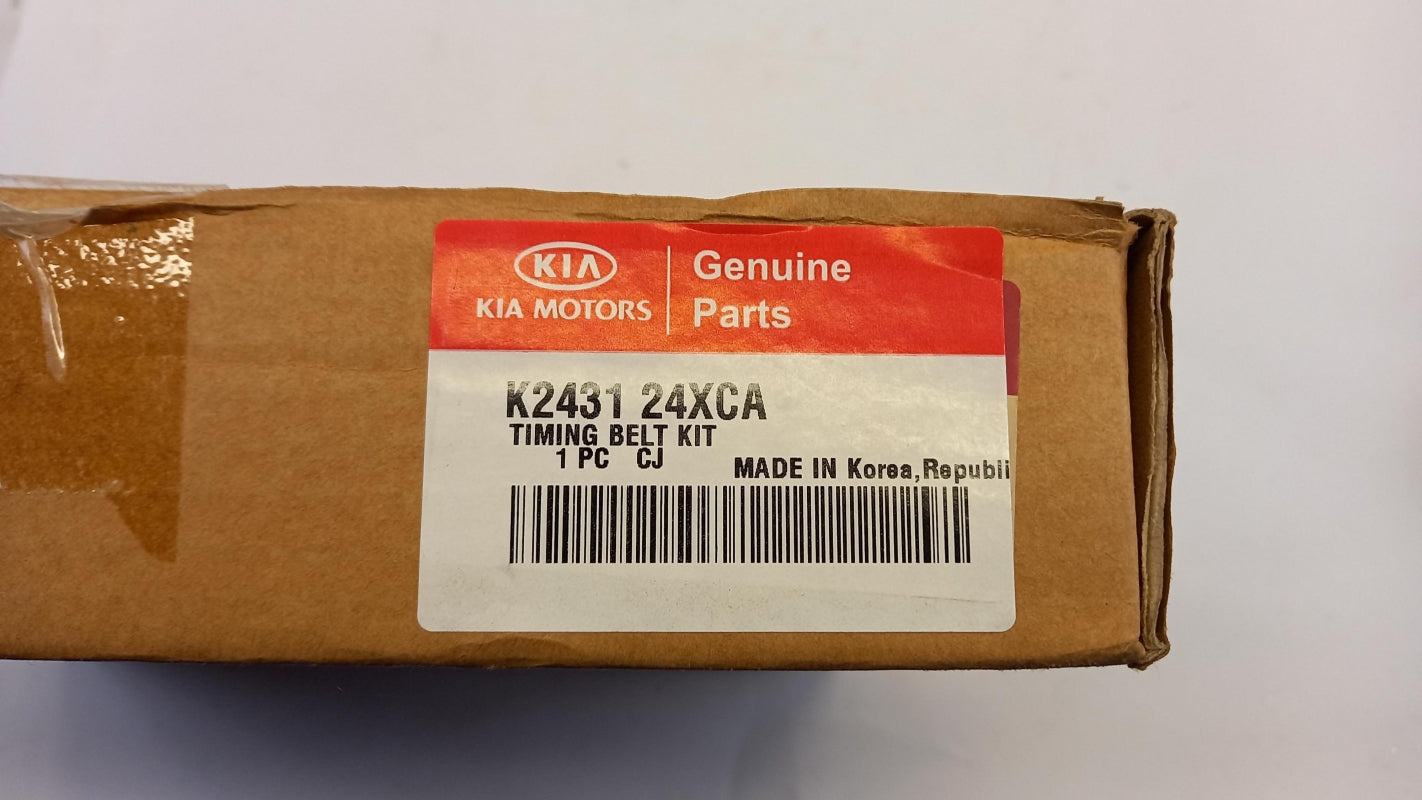 KIA
KIA MOTORS
Genuine
Parts
K2431 24XCA
TIMING BELT KIT
1 PC CJ
MADE IN Korea,Republi